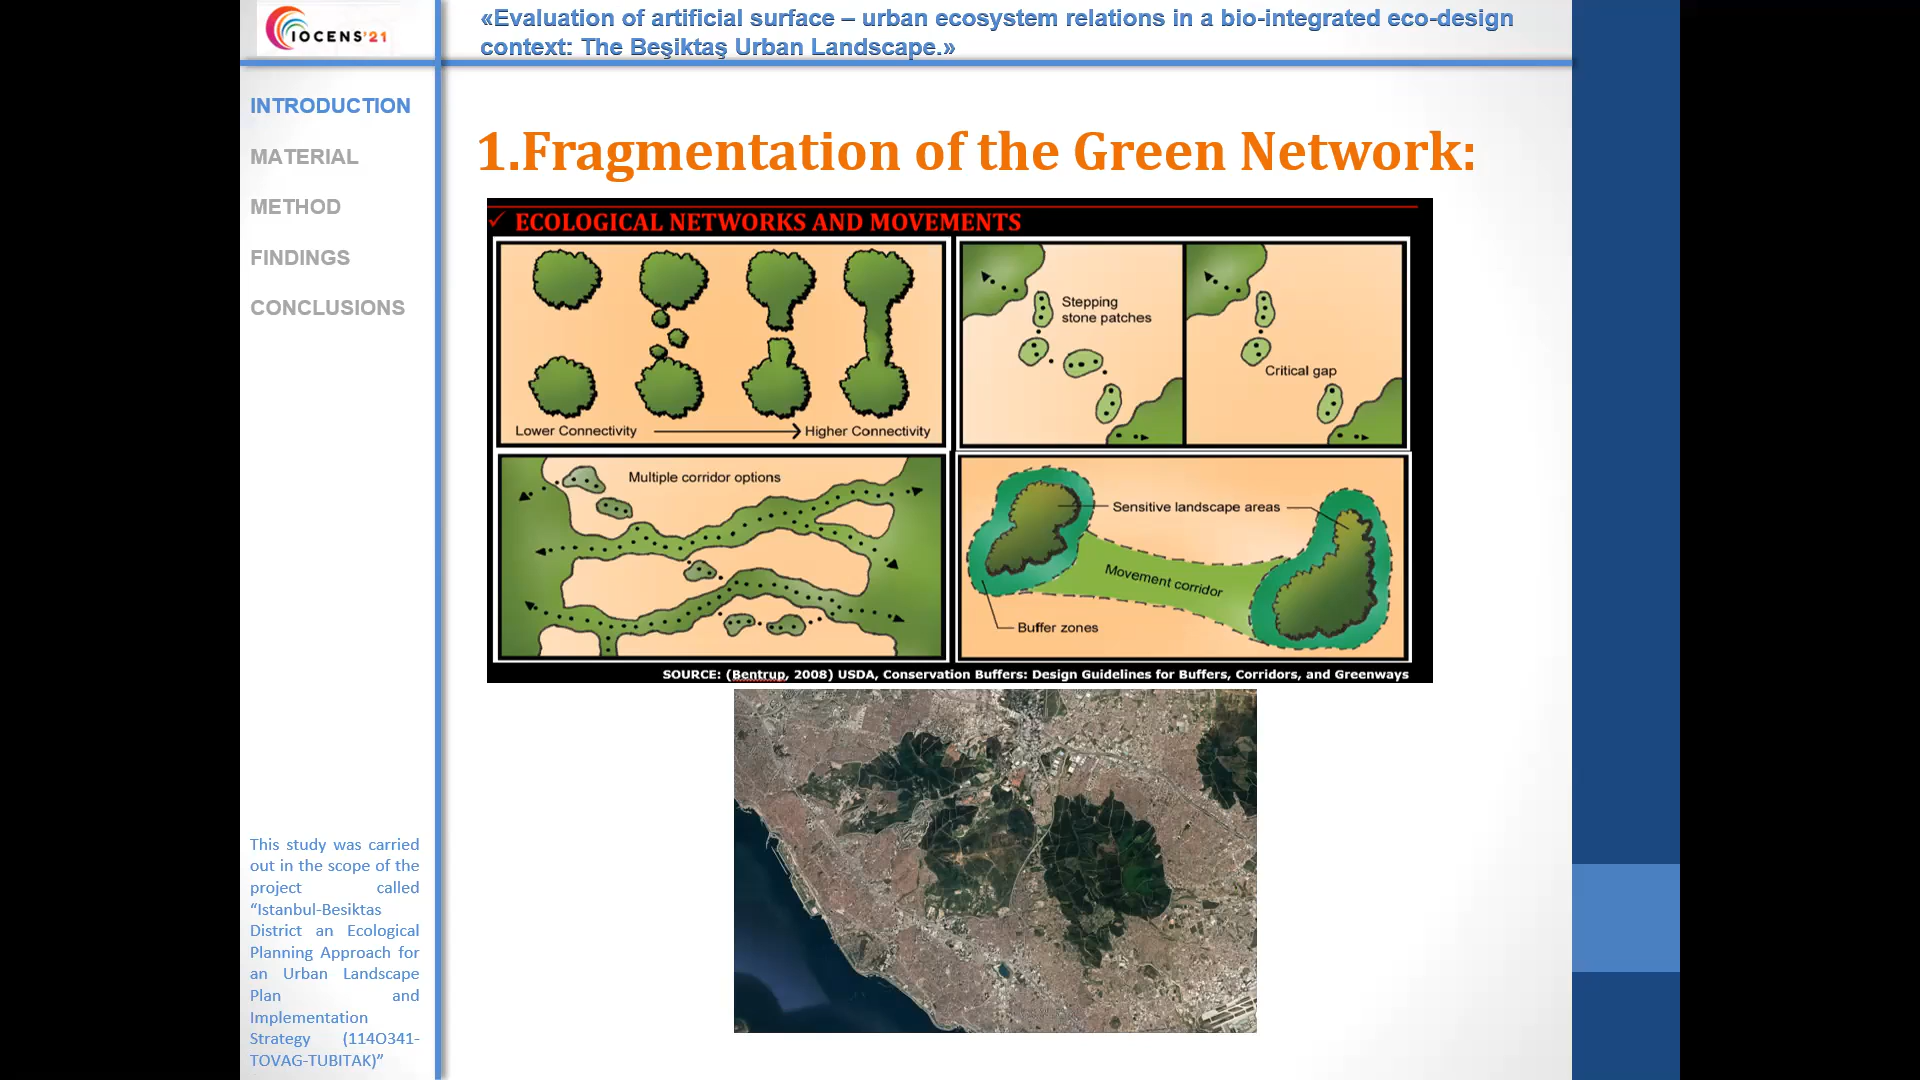 IOCENS'21
«Evaluation of artificial surface – urban ecosystem relations in a bio-integrated eco-design
context: The Beşiktaş Urban Landscape.»
INTRODUCTION
MATERIAL
METHOD
FINDINGS
CONCLUSIONS
This study was carried
out in the scope of the
project called
“Istanbul-Besiktas
District an Ecological
Planning Approach for
an Urban Landscape
Plan and
Implementation
Strategy (114O341-
TOVAG-TUBITAK)”
1.Fragmentation of the Green Network:
✓ ECOLOGICAL NETWORKS AND MOVEMENTS
Lower Connectivity
Higher Connectivity
Stepping
stone patches
Critical gap
Multiple corridor options
Sensitive landscape areas
Movement corridor
Buffer zones
SOURCE: (Bentrup, 2008) USDA, Conservation Buffers: Design Guidelines for Buffers, Corridors, and Greenways